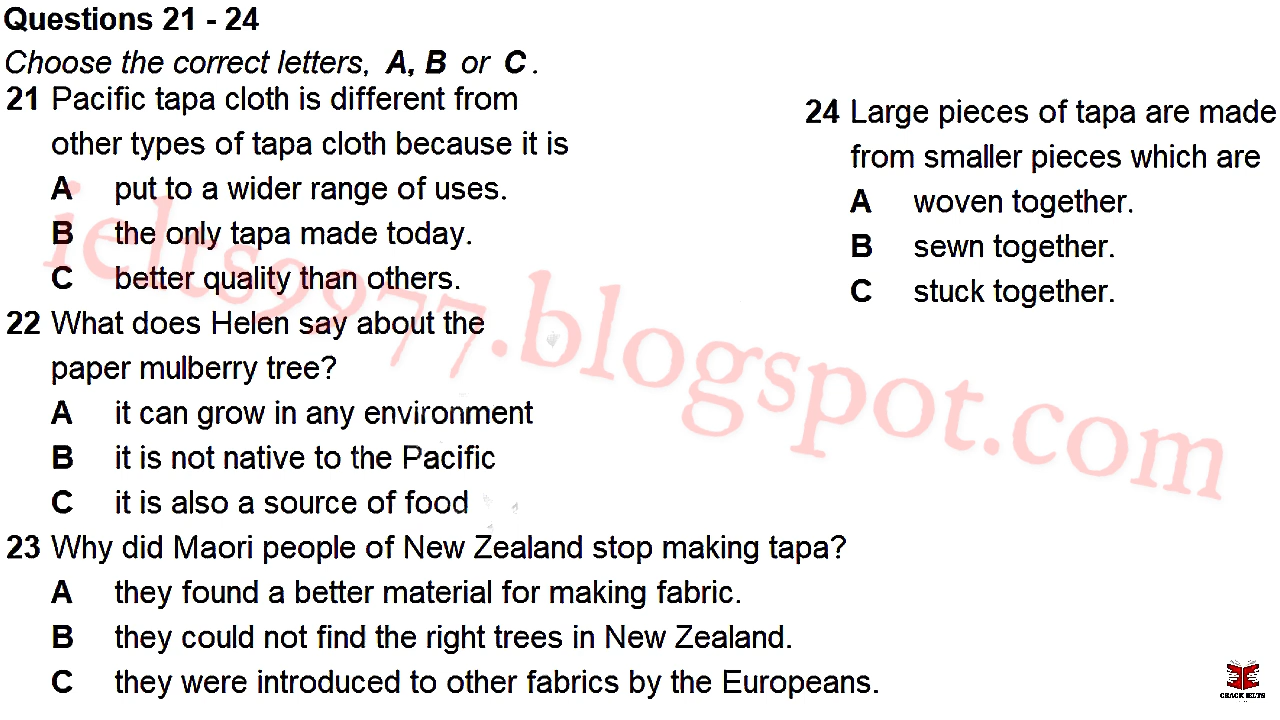 Questions 21 - 24
Choose the correct letters, A, B or C.
21 Pacific tapa cloth is different from
other types of tapa cloth because it is
A put to a wider range of uses.
B the only tapa made today.
C better quality than others.
22 What does Helen say about the
paper mulberry tree?
A it can grow in any environment
B it is not native to the Pacific
C it is also a source of food
23 Why did Maori people of New Zealand stop making tapa?
A they found a better material for making fabric.
B they could not find the right trees in New Zealand.
C they were introduced to other fabrics by the Europeans.
24 Large pieces of tapa are made
from smaller pieces which are
A woven together.
B sewn together.
C stuck together.
ielts9977.blogspot.com
CRACK IELTS